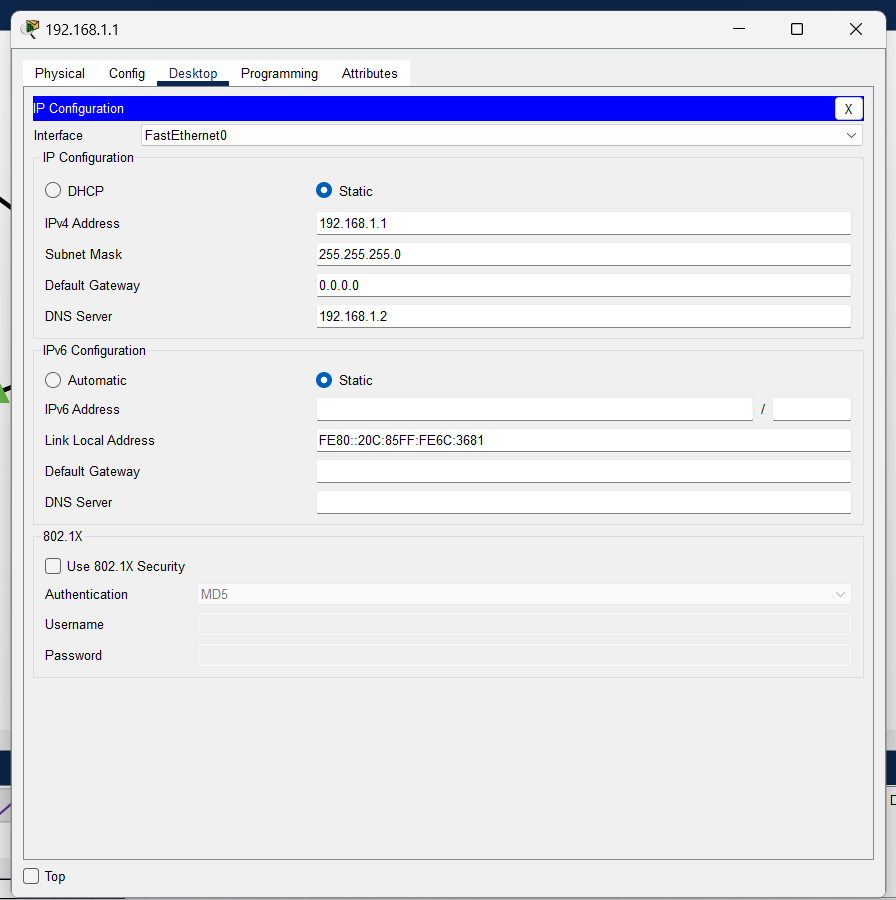 192.168.1.1
Physical Config Desktop Programming Attributes
IP Configuration X
Interface FastEthernet0
IP Configuration
DHCP Static
IPv4 Address 192.168.1.1
Subnet Mask 255.255.255.0
Default Gateway 0.0.0.0
DNS Server 192.168.1.2
IPv6 Configuration
Automatic Static
IPv6 Address /
Link Local Address FE80::20C:85FF:FE6C:3681
Default Gateway
DNS Server
802.1X
Use 802.1X Security
Authentication MD5
Username
Password
Top